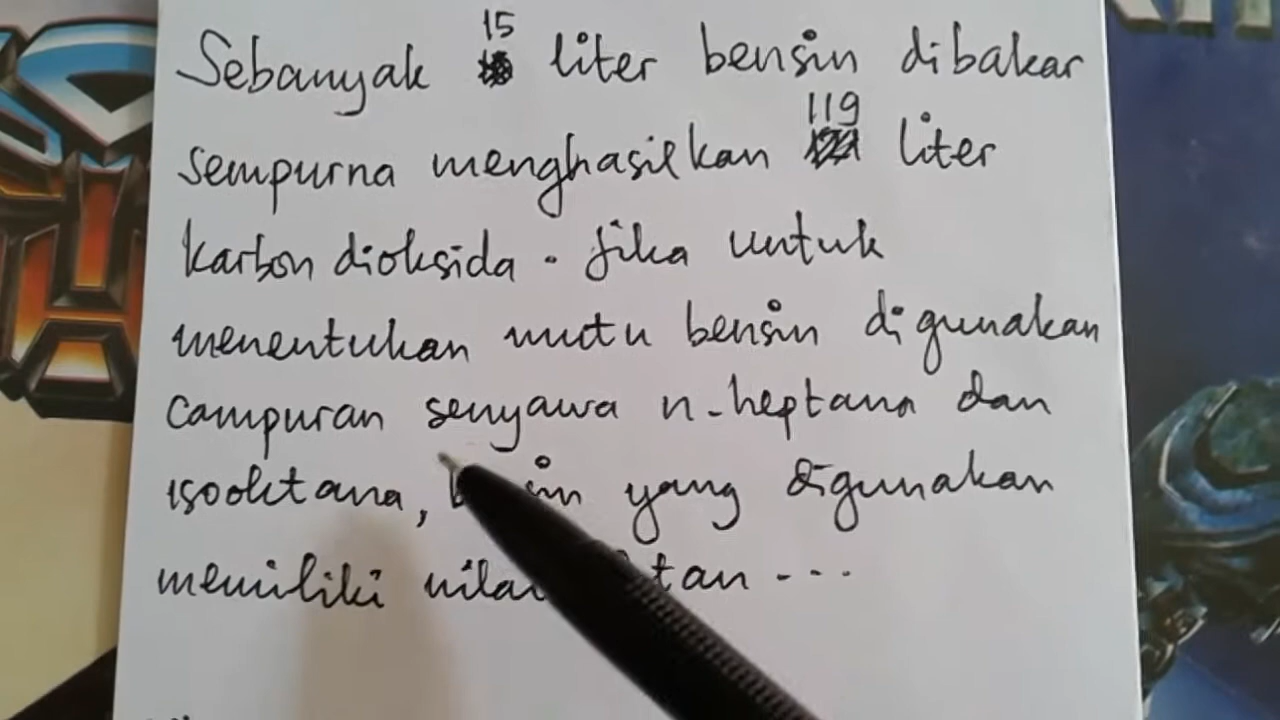 Sebanyak 15 liter bensin dibakar
sempurna menghasilkan 119 liter
karbon dioksida. Jika untuk
menentukan mutu bensin digunakan
campuran senyawa n-heptana dan
isooktana, yang digunakan
memiliki ...